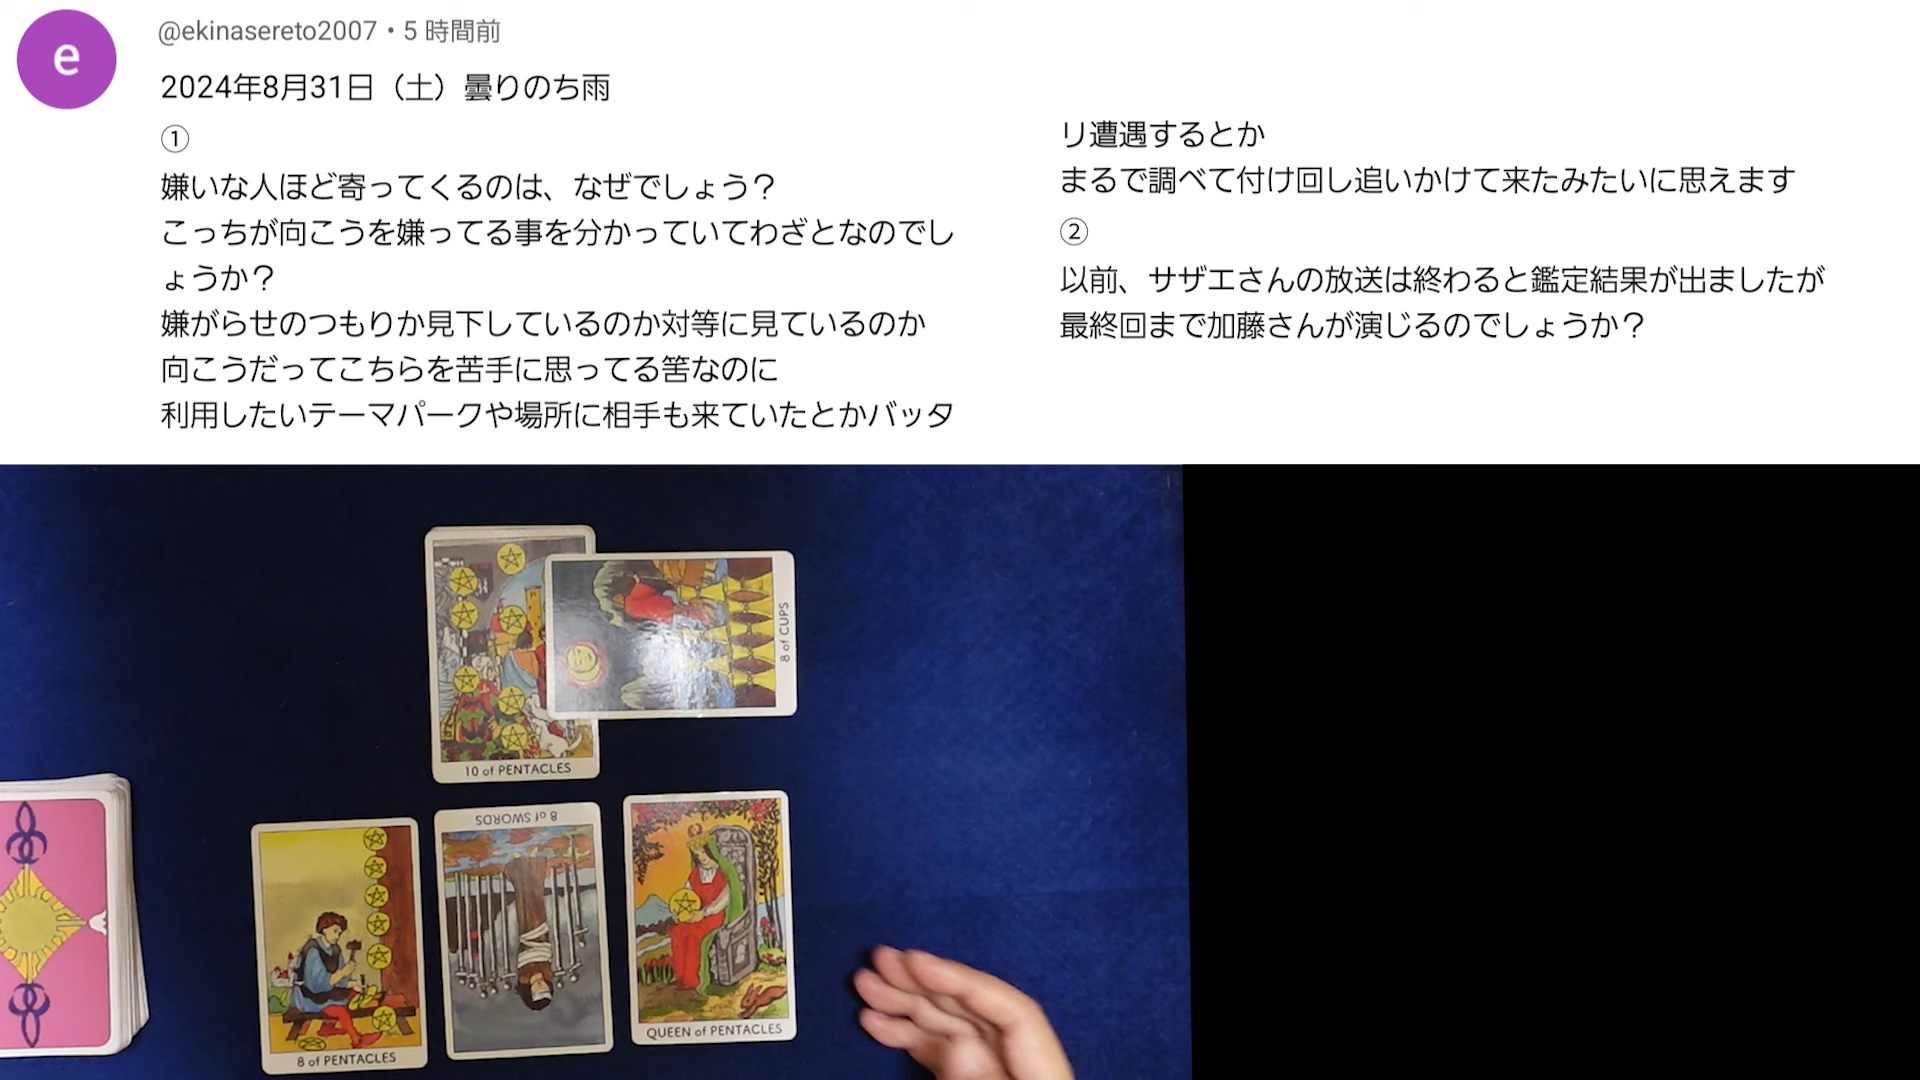 e
@ekinasereto2007・5 時間前
2024年8月31日（土）曇りのち雨
①
嫌いな人ほど寄ってくるのは、なぜでしょう？
こっちが向こうを嫌ってる事を分かっていてわざとなのでし
ょうか？
嫌がらせのつもりか見下しているのか対等に見ているのか
向こうだってこちらを苦手に思ってる筈なのに
利用したいテーマパークや場所に相手も来ていたとかバッタ
リ遭遇するとか
まるで調べて付け回し追いかけて来たみたいに思えます
②
以前、サザエさんの放送は終わると鑑定結果が出ましたが
最終回まで加藤さんが演じるのでしょうか？
10 of PENTACLES
8 of CUPS
8 of PENTACLES
8 of SWORDS
QUEEN of PENTACLES